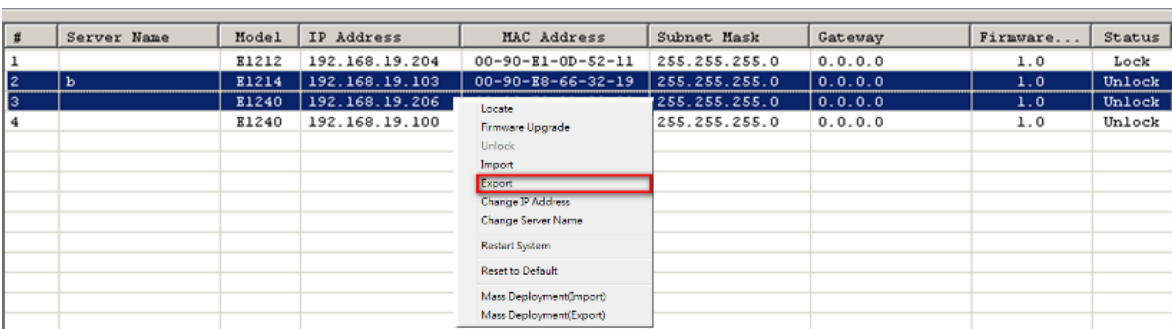 # Server Name Model IP Address MAC Address Subnet Mask Gateway Firmware... Status
1 E1212 192.168.19.204 00-90-E1-0D-52-11 255.255.255.0 0.0.0.0 1.0 Lock
2 b E1214 192.168.19.103 00-90-E8-66-32-19 255.255.255.0 0.0.0.0 1.0 Unlock
3 E1240 192.168.19.206 255.255.255.0 0.0.0.0 1.0 Unlock
4 E1240 192.168.19.100 255.255.255.0 0.0.0.0 1.0 Unlock
Locate
Firmware Upgrade
Unlock
Import
Export
Change IP Address
Change Server Name
Restart System
Reset to Default
Mass Deployment(Import)
Mass Deployment(Export)